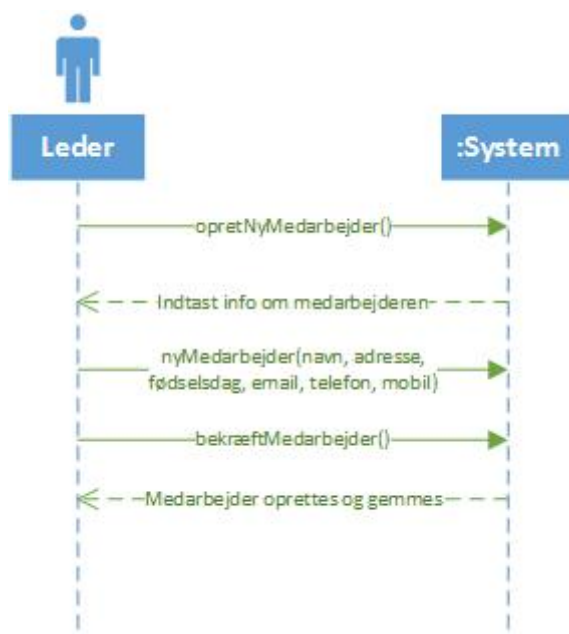 Leder
:System
opretNyMedarbejder()
Indtast info om medarbejderen
nyMedarbejder(navn, adresse,
fødselsdag, email, telefon, mobil)
bekræftMedarbejder()
Medarbejder oprettes og gemmes